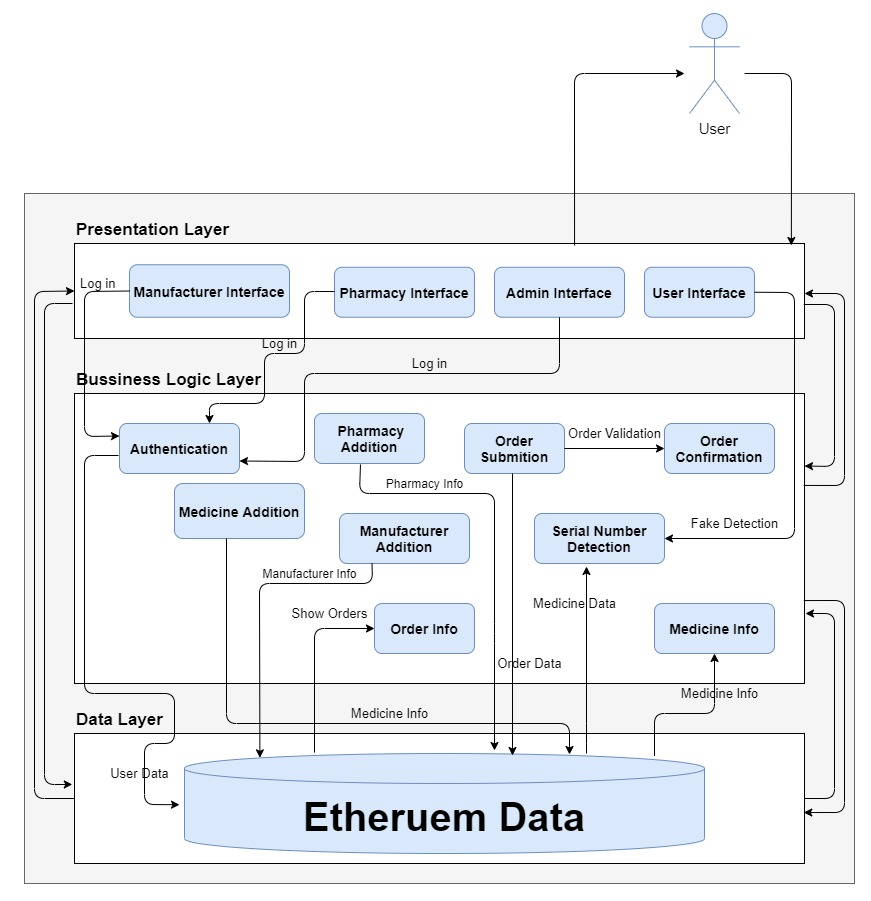 User
Presentation Layer
Log in
Manufacturer Interface
Pharmacy Interface
Admin Interface
User Interface
Log in
Log in
Bussiness Logic Layer
Authentication
Pharmacy
Addition
Order
Submition
Order Validation
Order
Confirmation
Pharmacy Info
Medicine Addition
Manufacturer
Addition
Serial Number
Detection
Fake Detection
Manufacturer Info
Medicine Data
Show Orders
Order Info
Medicine Info
Order Data
Medicine Info
Medicine Info
Data Layer
User Data
Etheruem Data